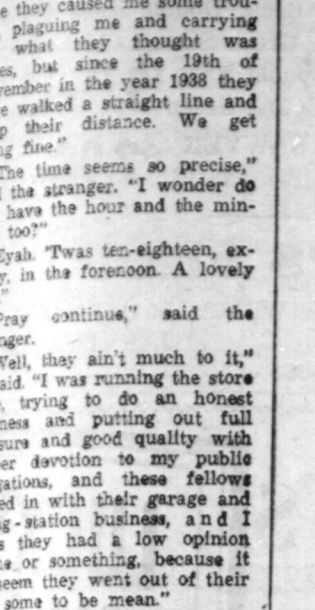 e they caused me some trou-
plaguing me and carrying
what they thought was
es, but since the 19th of
vember in the year 1938 they
e walked a straight line and
p their distance. We get
ng fine."
The time seems so precise,"
the stranger. "I wonder do
have the hour and the min-
too?"
Eyah. 'Twas ten-eighteen, ex-
y, in the forenoon. A lovely
"
Pray continue," said the
nger.
Well, they ain't much to it,"
said. "I was running the store
, trying to do an honest
ness and putting out full
sure and good quality with
er devotion to my public
gations, and these fellows
ed in with their garage and
g-station business, and I
s they had a low opinion
e or something, because it
seem they went out of their
some to be mean."